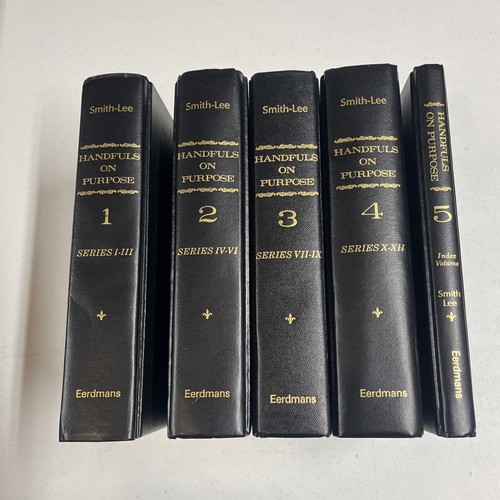 Smith-Lee
HANDFULS
ON
PURPOSE
1
SERIES I-III
Eerdmans
Smith-Lee
HANDFULS
ON
PURPOSE
2
SERIES IV-VI
Eerdmans
Smith-Lee
HANDFULS
ON
PURPOSE
3
SERIES VII-IX
Eerdmans
Smith-Lee
HANDFULS
ON
PURPOSE
4
SERIES X-XII
Eerdmans
HANDFULS
ON PURPOSE
5
Index
Volume
Smith
Lee
Eerdmans